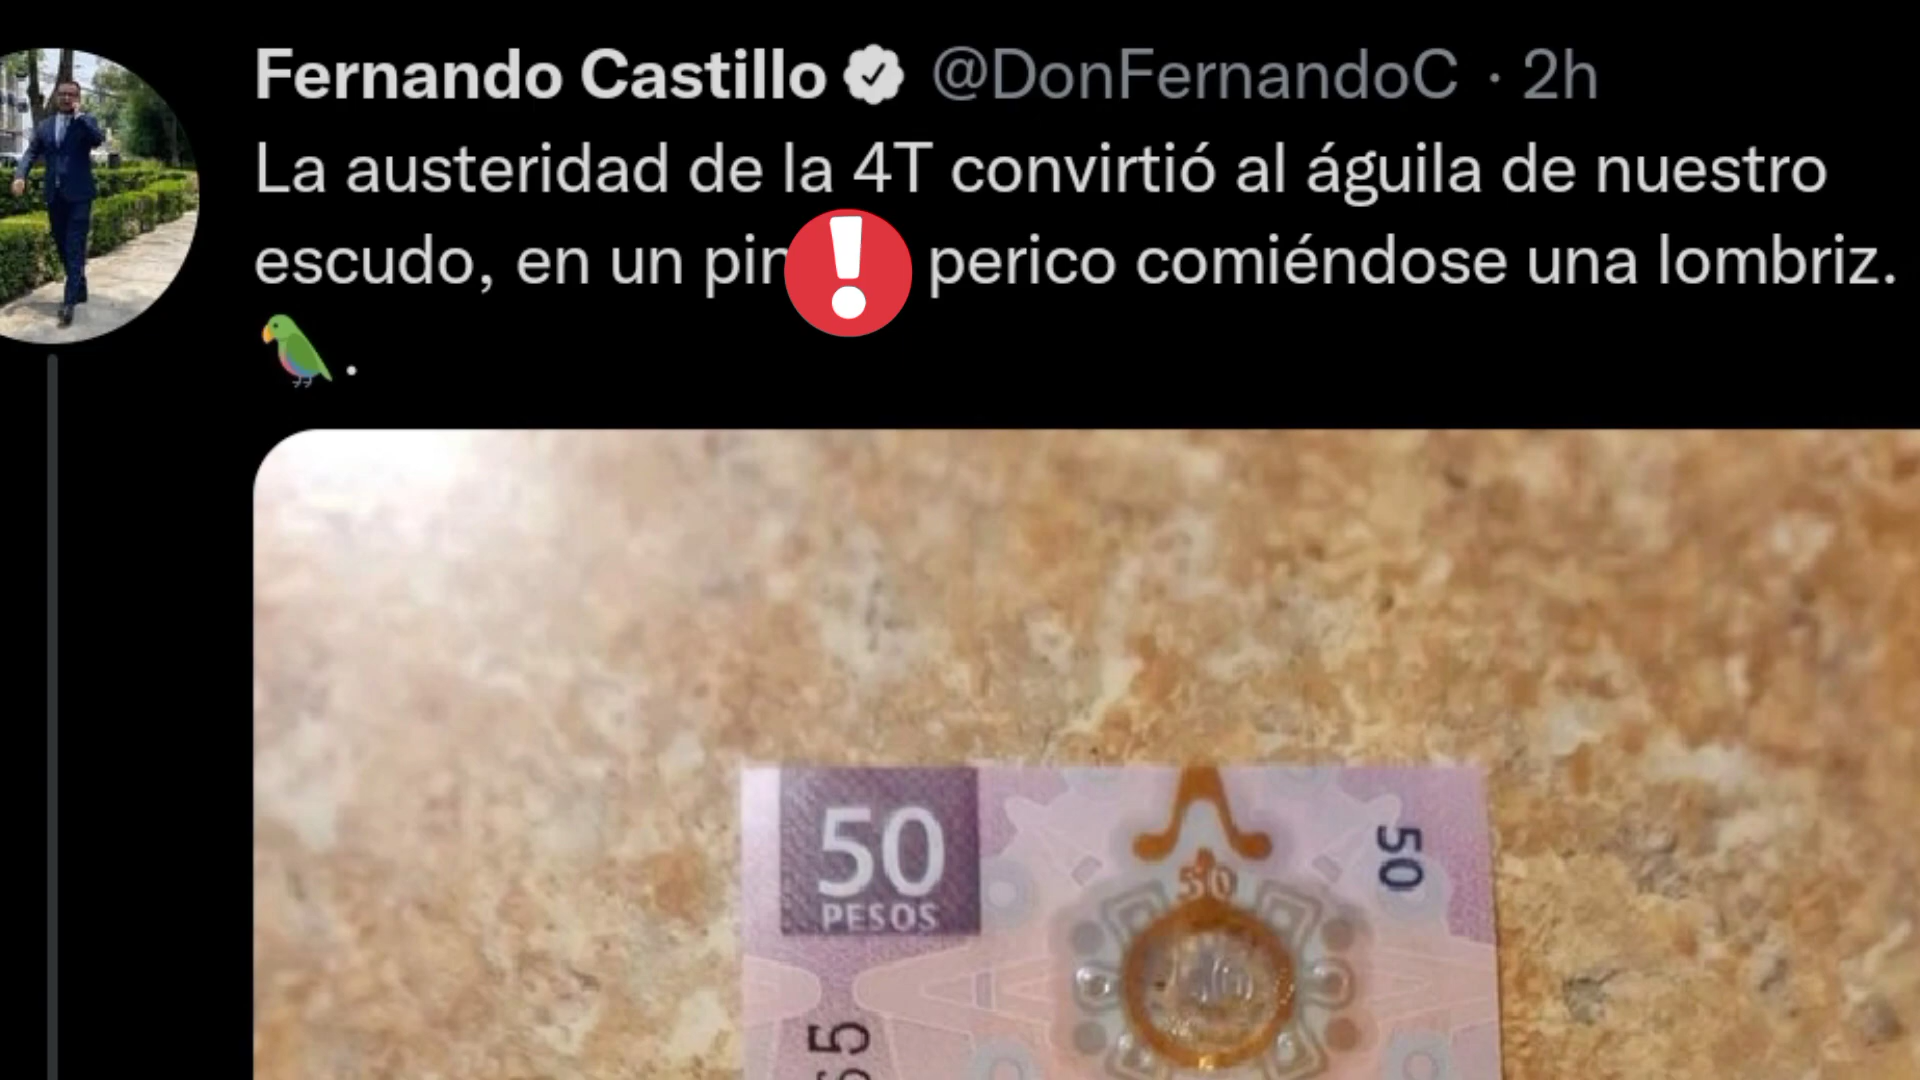 Fernando Castillo @DonFernandoC · 2h
La austeridad de la 4T convirtió al águila de nuestro
escudo, en un pin perico comiéndose una lombriz.
.
50
PESOS
50
50